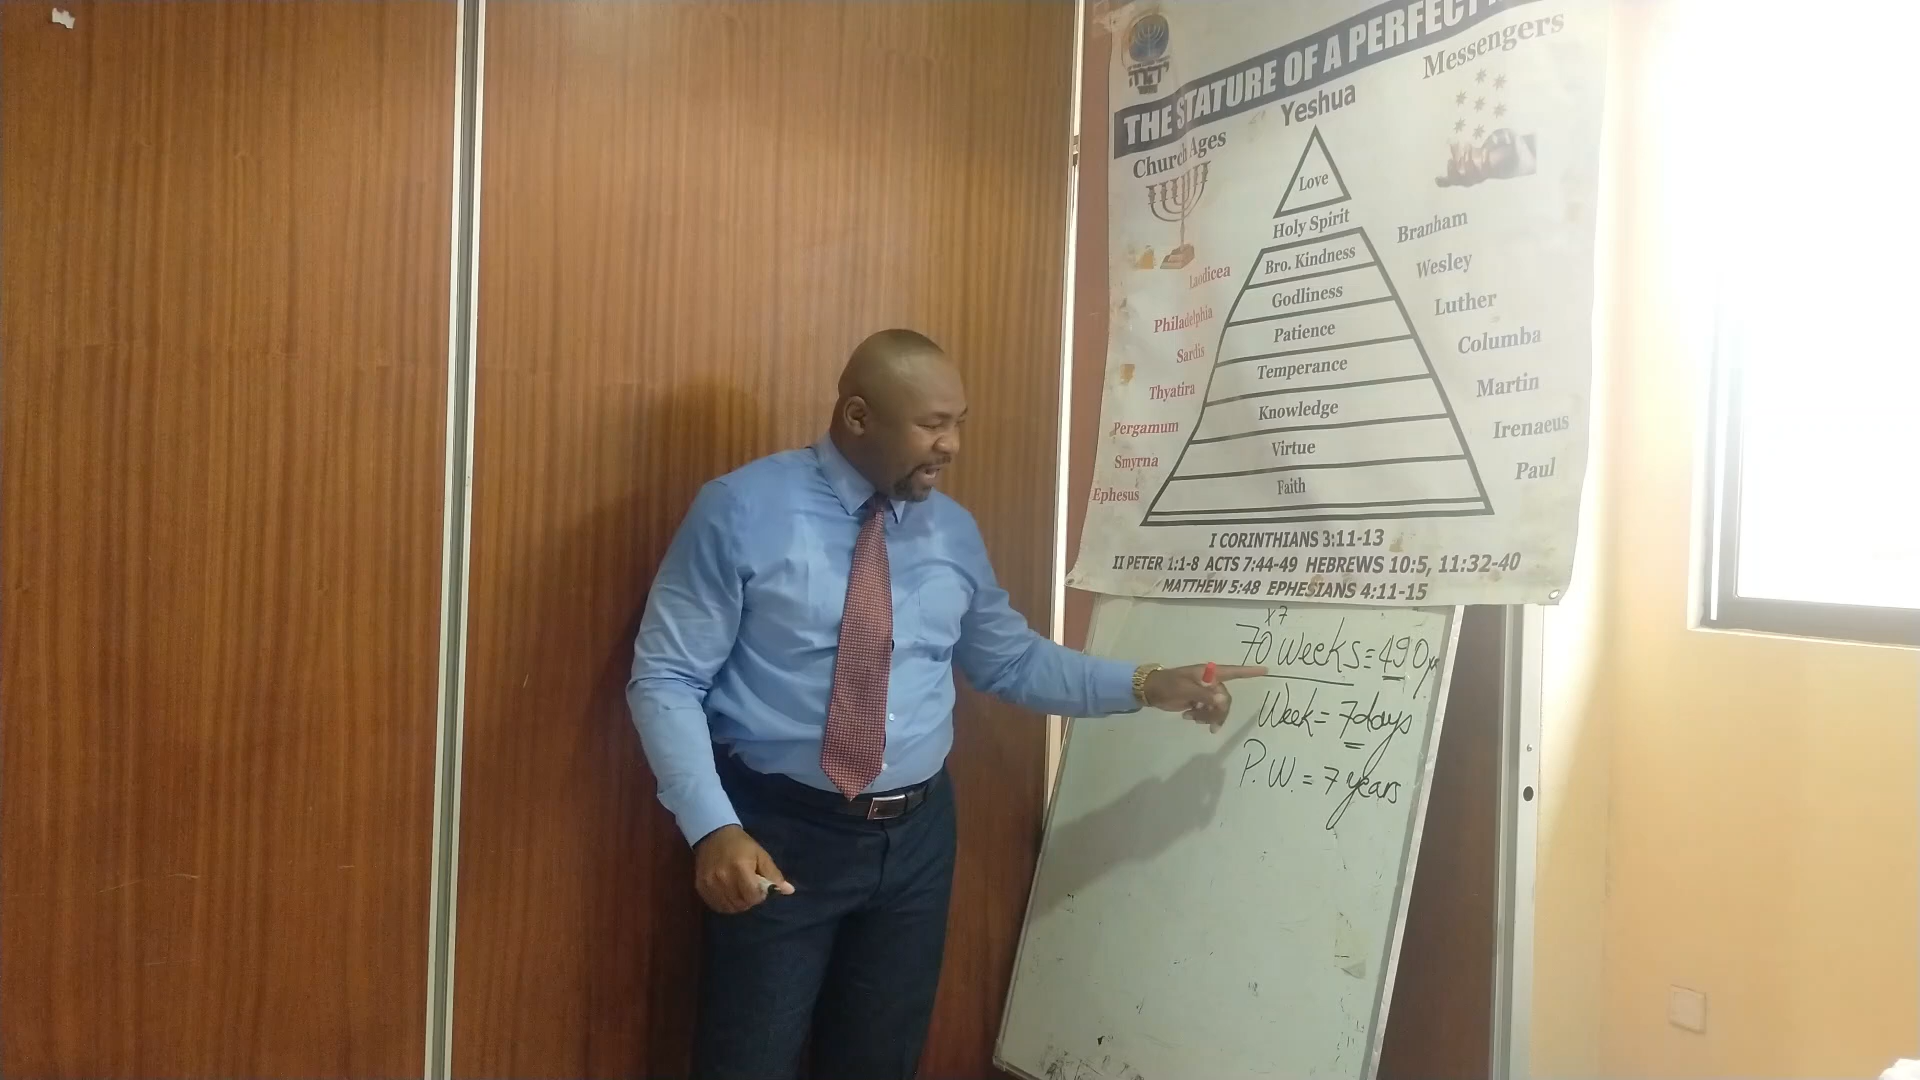 THE STATURE OF A PERFECT
Messengers
Yeshua
Church Ages
Love
Holy Spirit
Branham
Bro. Kindness
Wesley
Laodicea
Godliness
Luther
Philadelphia
Patience
Columba
Sardis
Temperance
Martin
Thyatira
Knowledge
Irenaeus
Pergamum
Virtue
Paul
Smyrna
Faith
Ephesus
I CORINTHIANS 3:11-13
II PETER 1:1-8 ACTS 7:44-49 HEBREWS 10:5, 11:32-40
MATTHEW 5:48 EPHESIANS 4:11-15
x7
70 Weeks = 490
Week = 7 days
P.W. = 7 years